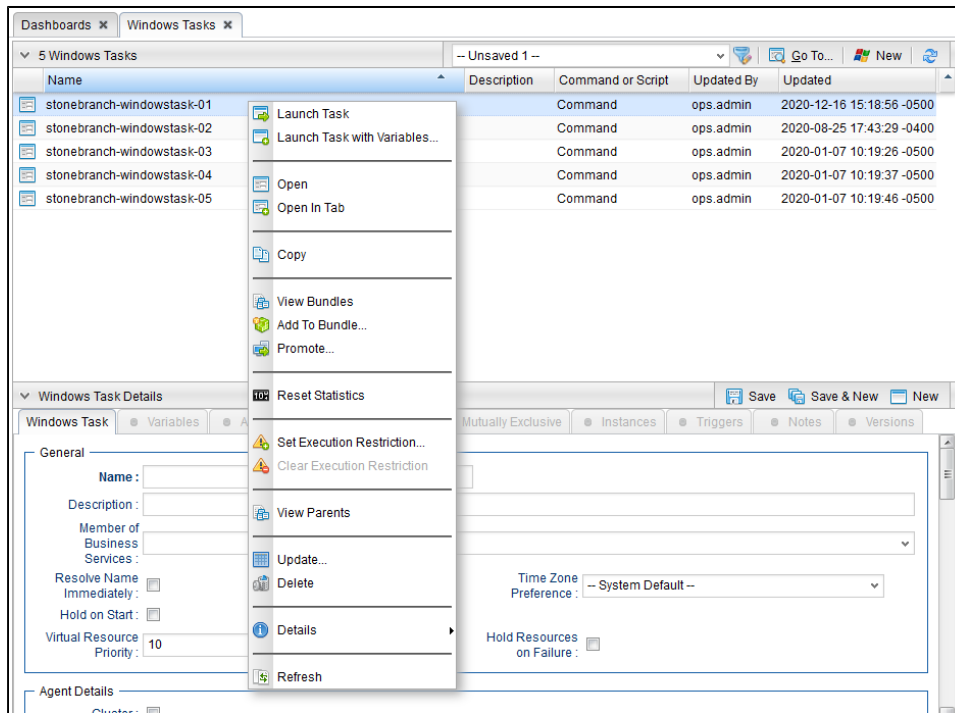 Dashboards
Windows Tasks
5 Windows Tasks
-- Unsaved 1 --
Go To...
New
Name
Description
Command or Script
Updated By
Updated
stonebranch-windowstask-01
Command
ops.admin
2020-12-16 15:18:56 -0500
stonebranch-windowstask-02
Command
ops.admin
2020-08-25 17:43:29 -0400
stonebranch-windowstask-03
Command
ops.admin
2020-01-07 10:19:26 -0500
stonebranch-windowstask-04
Command
ops.admin
2020-01-07 10:19:37 -0500
stonebranch-windowstask-05
Command
ops.admin
2020-01-07 10:19:46 -0500
Launch Task
Launch Task with Variables...
Open
Open In Tab
Copy
View Bundles
Add To Bundle...
Promote...
Reset Statistics
Set Execution Restriction...
Clear Execution Restriction
View Parents
Update...
Delete
Details
Refresh
Windows Task Details
Save
Save & New
New
Windows Task
Variables
A
Mutually Exclusive
Instances
Triggers
Notes
Versions
General
Name :
Description :
Member of
Business
Services :
Resolve Name
Immediately :
Time Zone
Preference :
-- System Default --
Hold on Start :
Virtual Resource
Priority :
10
Hold Resources
on Failure :
Agent Details
Cluster :